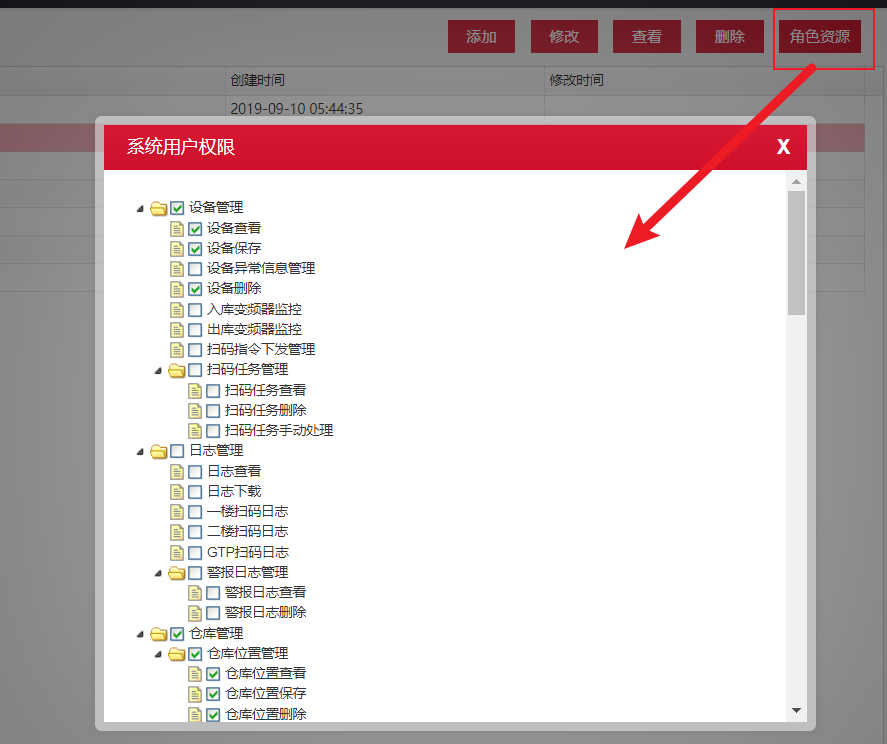 添加 修改 查看 删除 角色资源
创建时间 修改时间
2019-09-10 05:44:35
系统用户权限 X
设备管理
设备查看
设备保存
设备异常信息管理
设备删除
入库变频器监控
出库变频器监控
扫码指令下发管理
扫码任务管理
扫码任务查看
扫码任务删除
扫码任务手动处理
日志管理
日志查看
日志下载
一楼扫码日志
二楼扫码日志
GTP扫码日志
警报日志管理
警报日志查看
警报日志删除
仓库管理
仓库位置管理
仓库位置查看
仓库位置保存
仓库位置删除